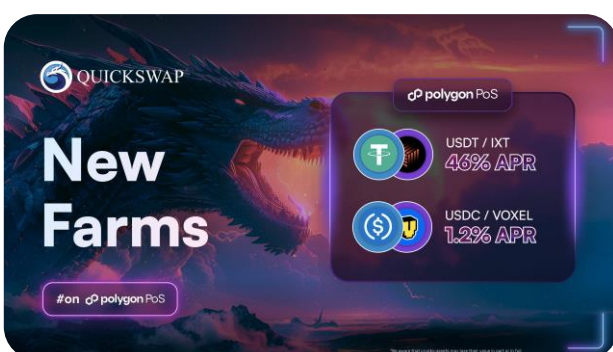 QUICKSWAP
New
Farms
#on polygon PoS
polygon PoS
USDT / IXT
46% APR
USDC / VOXEL
1.2% APR